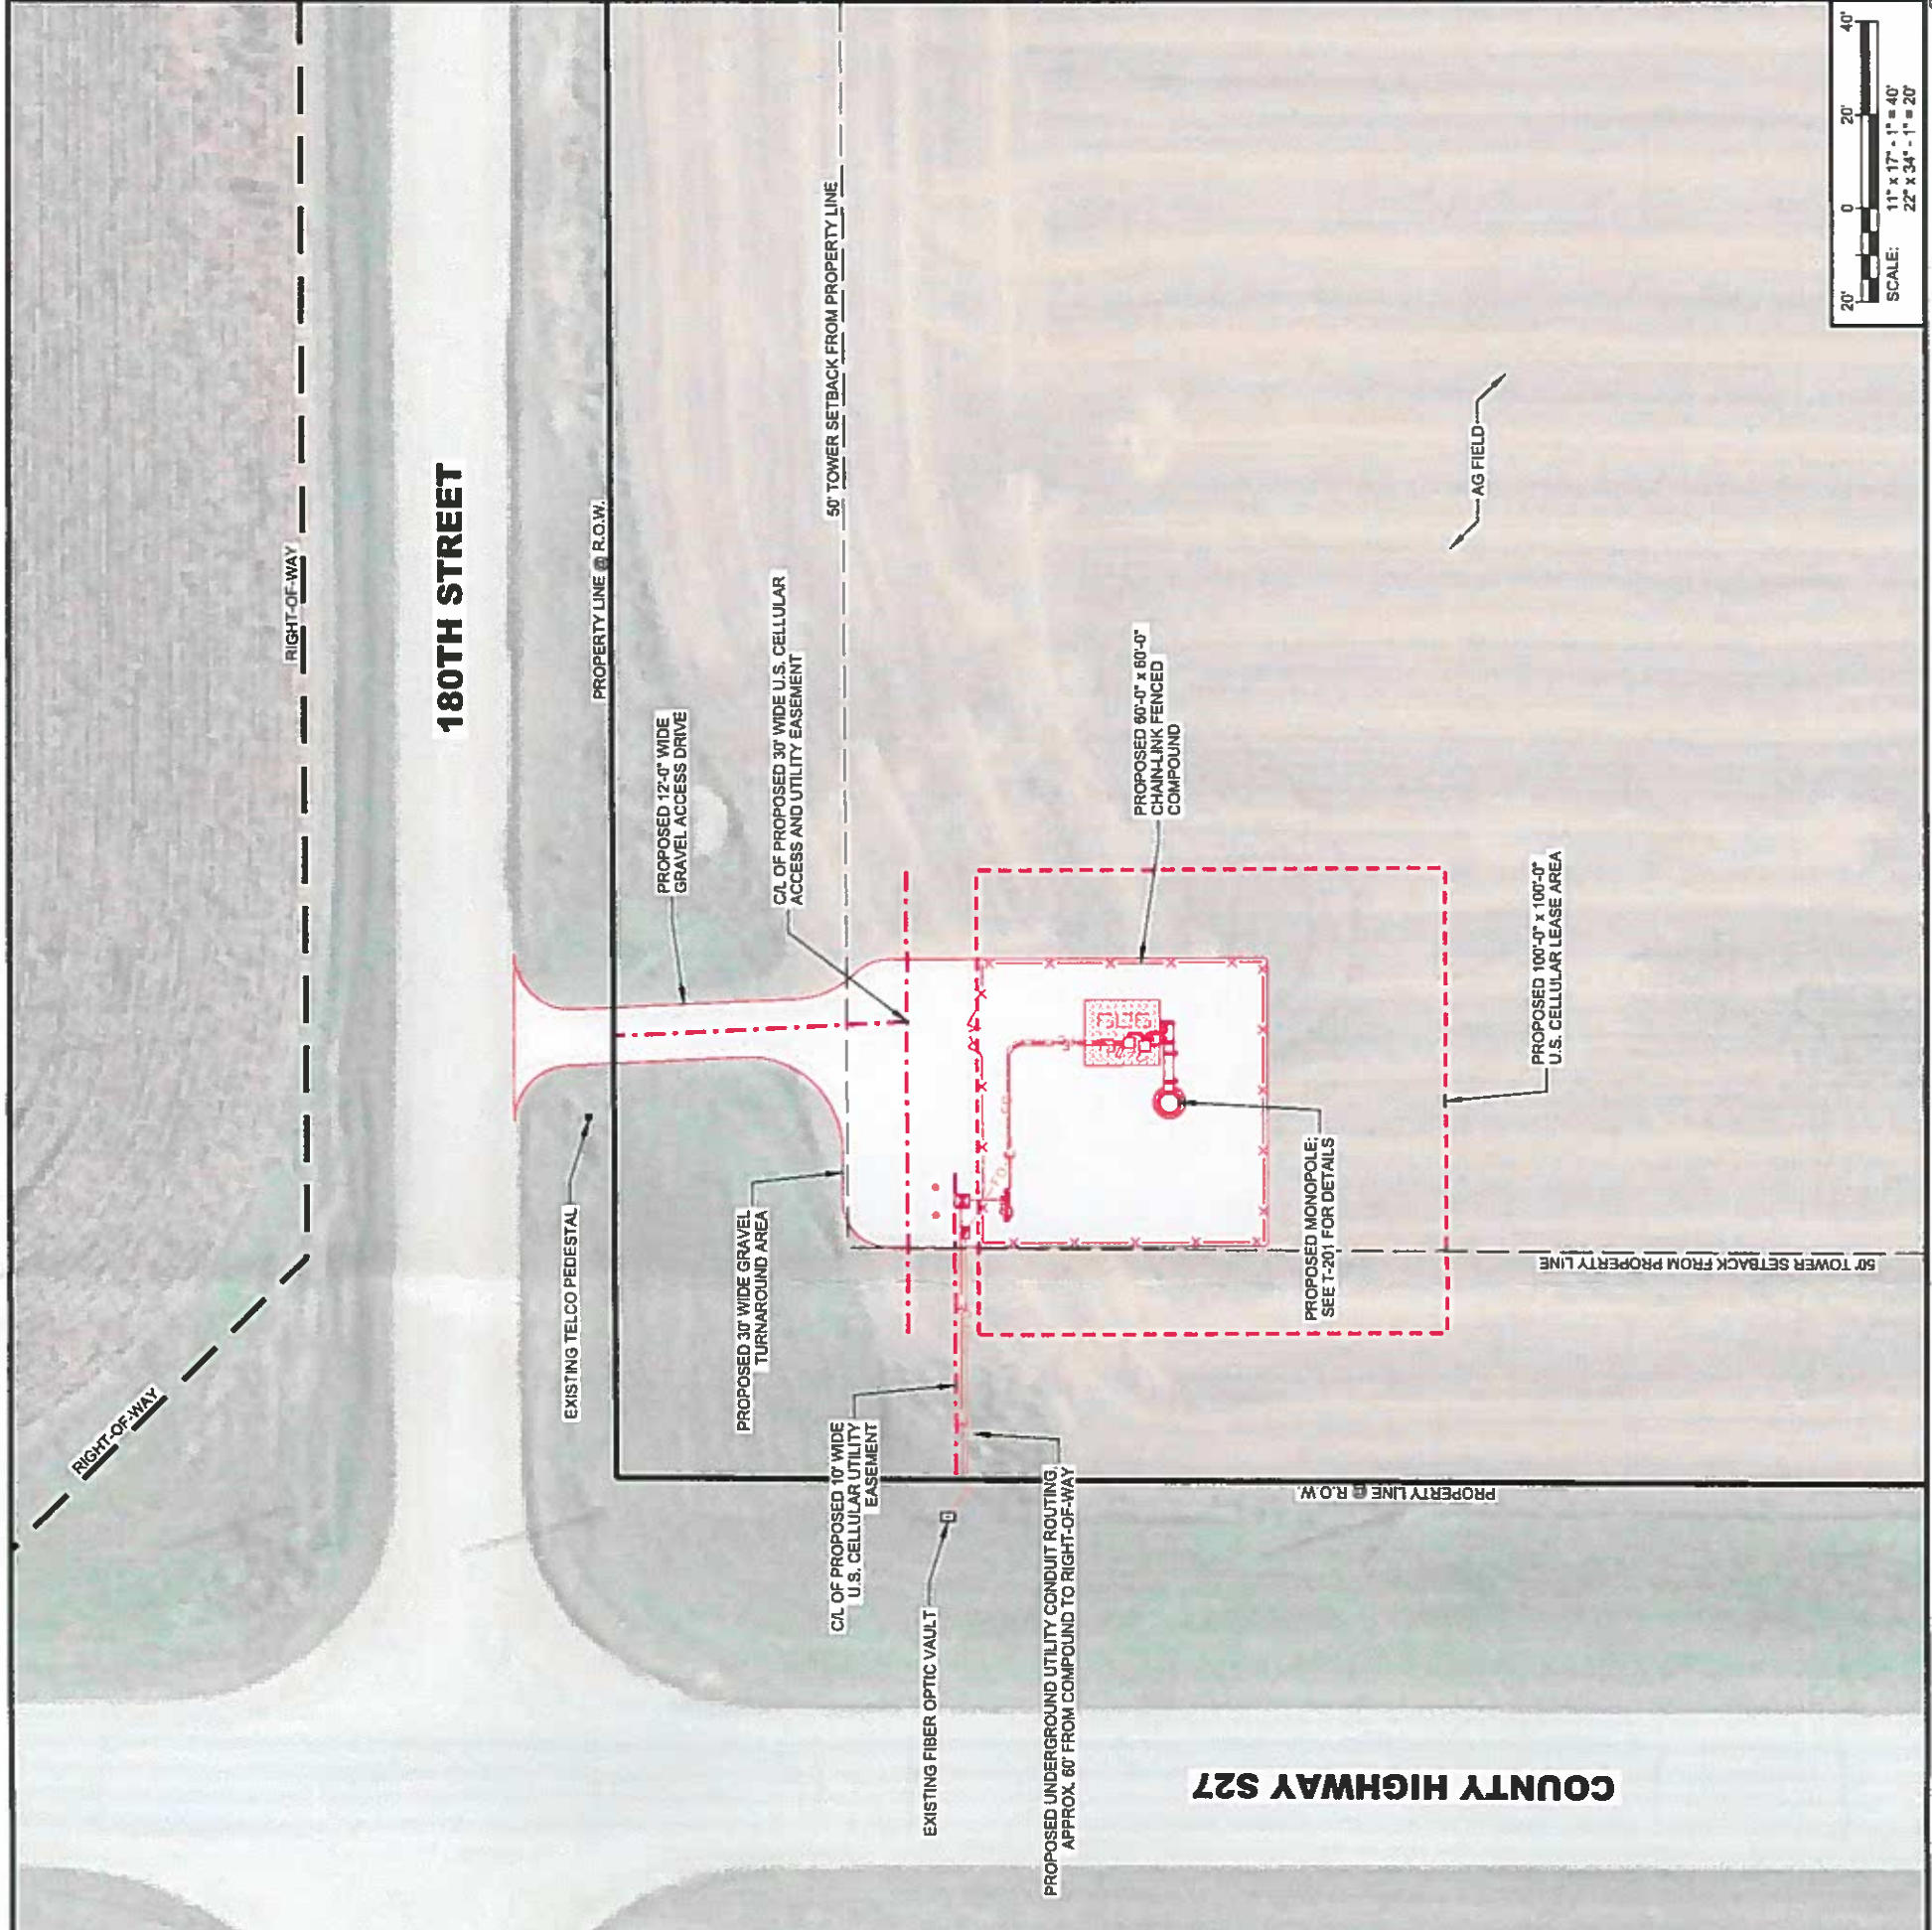 RIGHT-OF-WAY
RIGHT-OF-WAY
180TH STREET
PROPERTY LINE @ R.O.W.
50' TOWER SETBACK FROM PROPERTY LINE
PROPOSED 12'-0" WIDE
GRAVEL ACCESS DRIVE
C/L OF PROPOSED 30' WIDE U.S. CELLULAR
ACCESS AND UTILITY EASEMENT
EXISTING TELCO PEDESTAL
PROPOSED 30' WIDE GRAVEL
TURNAROUND AREA
C/L OF PROPOSED 10' WIDE
U.S. CELLULAR UTILITY
EASEMENT
EXISTING FIBER OPTIC VAULT
PROPOSED UNDERGROUND UTILITY CONDUIT ROUTING,
APPROX. 60' FROM COMPOUND TO RIGHT-OF-WAY
PROPOSED 60'-0" x 60'-0"
CHAIN-LINK FENCED
COMPOUND
PROPOSED MONOPOLE;
SEE T-201 FOR DETAILS
PROPOSED 100'-0" x 100'-0"
U.S. CELLULAR LEASE AREA
AG FIELD
50' TOWER SETBACK FROM PROPERTY LINE
PROPERTY LINE @ R.O.W.
COUNTY HIGHWAY S27
FO
FO
20' 0 20' 40'
SCALE: 11" x 17" - 1" = 40'
22" x 34" - 1" = 20'